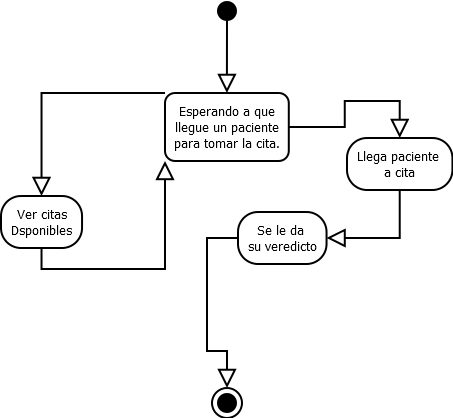 Esperando a que
llegue un paciente
para tomar la cita.
Llega paciente
a cita
Ver citas
Dsponibles
Se le da
su veredicto